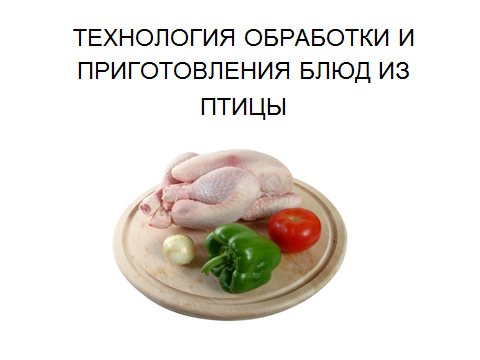 ТЕХНОЛОГИЯ ОБРАБОТКИ И
ПРИГОТОВЛЕНИЯ БЛЮД ИЗ
ПТИЦЫ